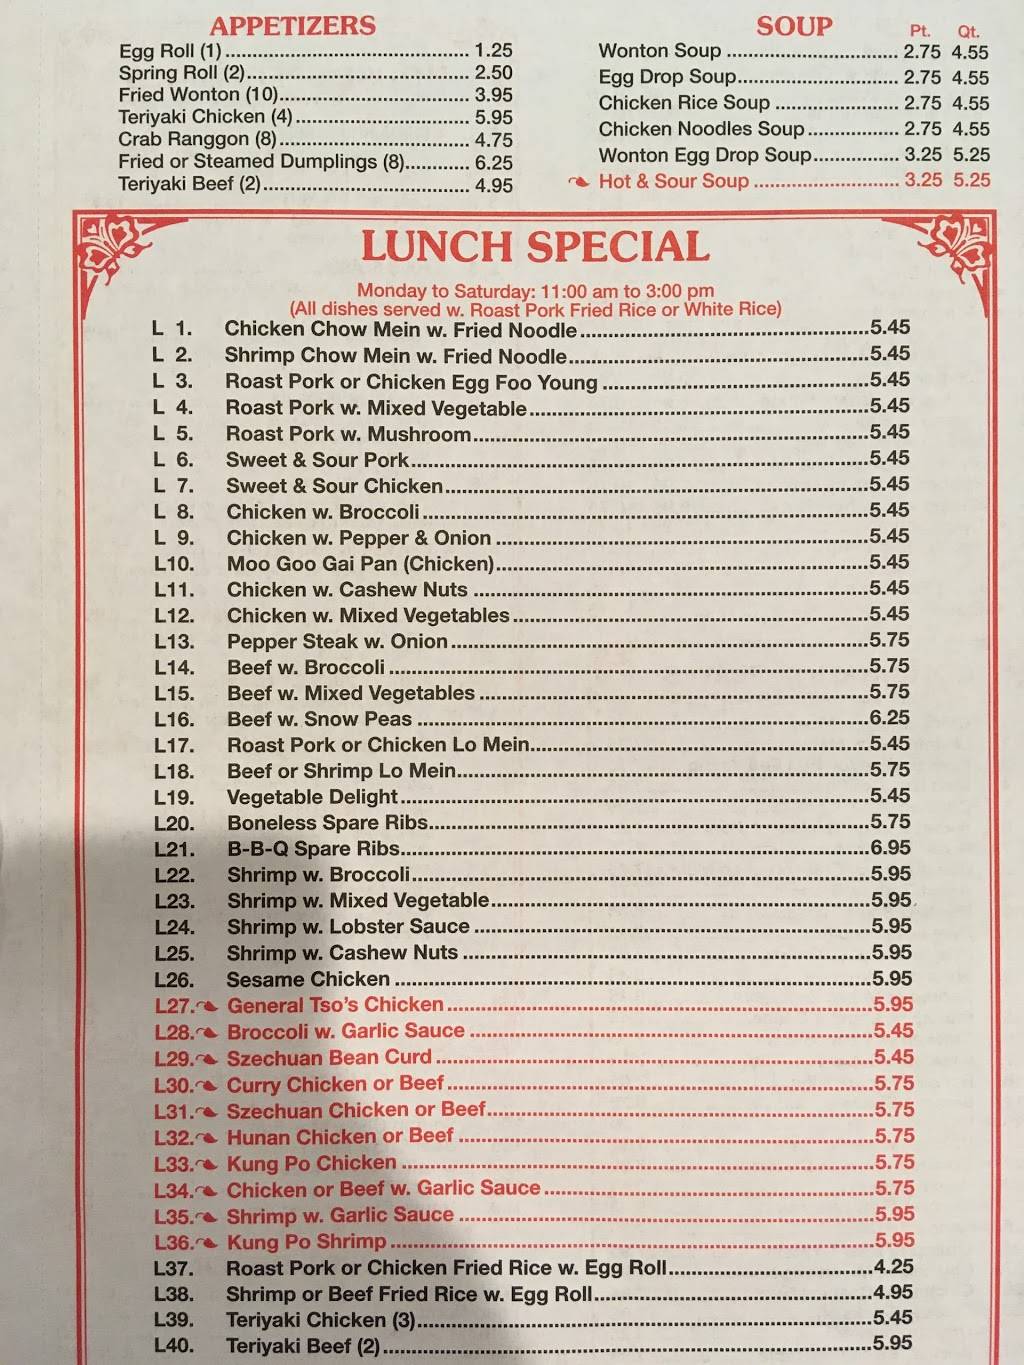 APPETIZERS
Egg Roll (1) 1.25
Spring Roll (2) 2.50
Fried Wonton (10) 3.95
Teriyaki Chicken (4) 5.95
Crab Ranggon (8) 4.75
Fried or Steamed Dumplings (8) 6.25
Teriyaki Beef (2) 4.95
SOUP Pt. Qt.
Wonton Soup 2.75 4.55
Egg Drop Soup 2.75 4.55
Chicken Rice Soup 2.75 4.55
Chicken Noodles Soup 2.75 4.55
Wonton Egg Drop Soup 3.25 5.25
Hot & Sour Soup 3.25 5.25
LUNCH SPECIAL
Monday to Saturday: 11:00 am to 3:00 pm
(All dishes served w. Roast Pork Fried Rice or White Rice)
L 1. Chicken Chow Mein w. Fried Noodle 5.45
L 2. Shrimp Chow Mein w. Fried Noodle 5.45
L 3. Roast Pork or Chicken Egg Foo Young 5.45
L 4. Roast Pork w. Mixed Vegetable 5.45
L 5. Roast Pork w. Mushroom 5.45
L 6. Sweet & Sour Pork 5.45
L 7. Sweet & Sour Chicken 5.45
L 8. Chicken w. Broccoli 5.45
L 9. Chicken w. Pepper & Onion 5.45
L10. Moo Goo Gai Pan (Chicken) 5.45
L11. Chicken w. Cashew Nuts 5.45
L12. Chicken w. Mixed Vegetables 5.45
L13. Pepper Steak w. Onion 5.75
L14. Beef w. Broccoli 5.75
L15. Beef w. Mixed Vegetables 5.75
L16. Beef w. Snow Peas 6.25
L17. Roast Pork or Chicken Lo Mein 5.45
L18. Beef or Shrimp Lo Mein 5.75
L19. Vegetable Delight 5.45
L20. Boneless Spare Ribs 5.75
L21. B-B-Q Spare Ribs 6.95
L22. Shrimp w. Broccoli 5.95
L23. Shrimp w. Mixed Vegetable 5.95
L24. Shrimp w. Lobster Sauce 5.95
L25. Shrimp w. Cashew Nuts 5.95
L26. Sesame Chicken 5.95
L27. General Tso's Chicken 5.95
L28. Broccoli w. Garlic Sauce 5.45
L29. Szechuan Bean Curd 5.45
L30. Curry Chicken or Beef 5.75
L31. Szechuan Chicken or Beef 5.75
L32. Hunan Chicken or Beef 5.75
L33. Kung Po Chicken 5.75
L34. Chicken or Beef w. Garlic Sauce 5.75
L35. Shrimp w. Garlic Sauce 5.95
L36. Kung Po Shrimp 5.95
L37. Roast Pork or Chicken Fried Rice w. Egg Roll 4.25
L38. Shrimp or Beef Fried Rice w. Egg Roll 4.95
L39. Teriyaki Chicken (3) 5.45
L40. Teriyaki Beef (2) 5.95